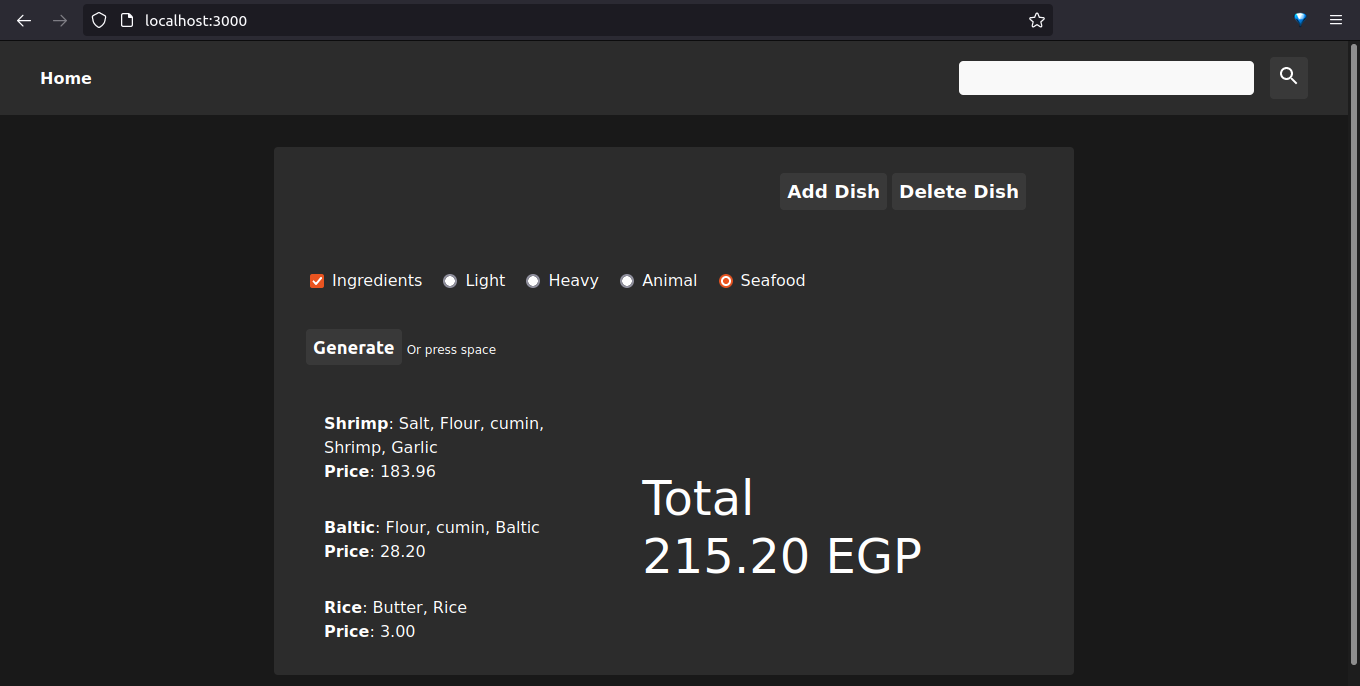 localhost:3000
Home
Add Dish Delete Dish
Ingredients Light Heavy Animal Seafood
Generate Or press space
Shrimp: Salt, Flour, cumin,
Shrimp, Garlic
Price: 183.96
Baltic: Flour, cumin, Baltic
Price: 28.20
Rice: Butter, Rice
Price: 3.00
Total
215.20 EGP